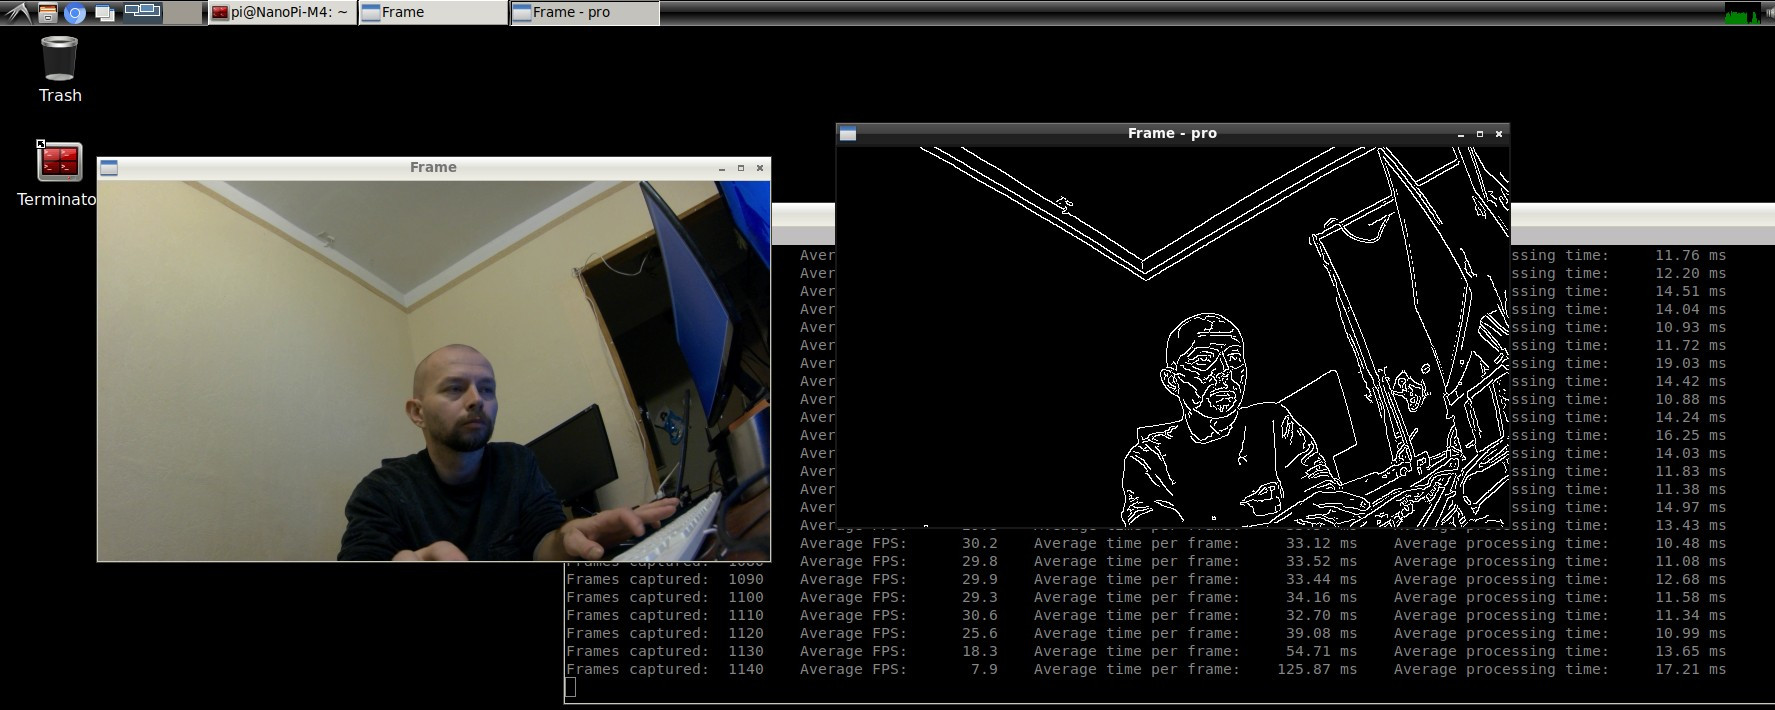 pi@NanoPi-M4: ~ Frame Frame - pro
Trash
Terminato
Frame
Frame - pro
Aver ssing time: 11.76 ms
Aver ssing time: 12.20 ms
Aver ssing time: 14.51 ms
Aver ssing time: 14.04 ms
Aver ssing time: 10.93 ms
Aver ssing time: 11.72 ms
Aver ssing time: 19.03 ms
Aver ssing time: 14.42 ms
Aver ssing time: 10.88 ms
Aver ssing time: 14.24 ms
Aver ssing time: 16.25 ms
Aver ssing time: 14.03 ms
Aver ssing time: 11.83 ms
Aver ssing time: 11.38 ms
Aver ssing time: 14.97 ms
Aver ssing time: 13.43 ms
Average FPS: 30.2 Average time per frame: 33.12 ms Average processing time: 10.48 ms
Frames captured: Average FPS: 29.8 Average time per frame: 33.52 ms Average processing time: 11.08 ms
Frames captured: 1090 Average FPS: 29.9 Average time per frame: 33.44 ms Average processing time: 12.68 ms
Frames captured: 1100 Average FPS: 29.3 Average time per frame: 34.16 ms Average processing time: 11.58 ms
Frames captured: 1110 Average FPS: 30.6 Average time per frame: 32.70 ms Average processing time: 11.34 ms
Frames captured: 1120 Average FPS: 25.6 Average time per frame: 39.08 ms Average processing time: 10.99 ms
Frames captured: 1130 Average FPS: 18.3 Average time per frame: 54.71 ms Average processing time: 13.65 ms
Frames captured: 1140 Average FPS: 7.9 Average time per frame: 125.87 ms Average processing time: 17.21 ms